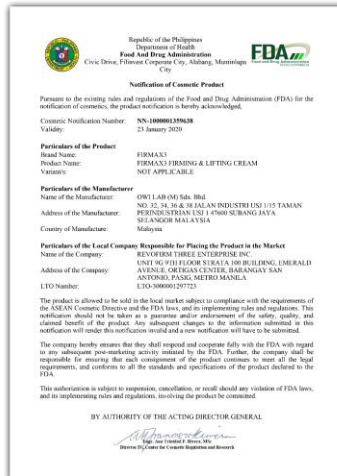 Republic of the Philippines
Department of Health
Food And Drug Administration
Civic Drive, Filinvest Corporate City, Alabang, Muntinlupa
City
FDA
Notification of Cosmetic Product
Pursuant to the existing rules and regulations of the Food and Drug Administration (FDA) for the
notification of cosmetics, the product notification is hereby acknowledged,
Cosmetic Notification Number: NN-1000001359638
Validity: 23 January 2020
Particulars of the Product
Brand Name: FIRMAX3
Product Name: FIRMAX3 FIRMING & LIFTING CREAM
Variant/s: NOT APPLICABLE
Particulars of the Manufacturer
Name of the Manufacturer: OWI LAB (M) Sdn. Bhd.
NO. 32, 34, 36 & 38 JALAN INDUSTRI USJ 1/15 TAMAN
Address of the Manufacturer: PERINDUSTRIAN USJ 1 47600 SUBANG JAYA
SELANGOR MALAYSIA
Country of Manufacture: Malaysia
Particulars of the Local Company Responsible for Placing the Product in the Market
Name of the Company: REVOFIRM THREE ENTERPRISE INC.
UNIT 9G 9TH FLOOR STRATA 100 BUILDING, EMERALD
Address of the Company: AVENUE, ORTIGAS CENTER, BARANGAY SAN
ANTONIO, PASIG, METRO MANILA
LTO Number: LTO-3000001297723
The product is allowed to be sold in the local market subject to compliance with the requirements of
the ASEAN Cosmetic Directive and the FDA laws, and its implementing rules and regulations. This
notification should not be taken as a guarantee and/or endorsement of the safety, quality, and
claimed benefit of the product. Any subsequent changes to the information submitted in this
notification will render this notification invalid and a new notification will have to be submitted.
The company hereby ensures that they shall respond and cooperate fully with the FDA with regard
to any subsequent post-marketing activity initiated by the FDA. Further, the company shall be
responsible for ensuring that each consignment of the product continues to meet all the legal
requirements, and conforms to all the standards and specifications of the product declared to the
FDA.
This authorization is subject to suspension, cancellation, or recall should any violation of FDA laws,
and its implementing rules and regulations, involving the product be committed.
BY AUTHORITY OF THE ACTING DIRECTOR GENERAL
Engr. Ana Trinidad F. Rivera, MSc
Director IV, Center for Cosmetic Regulation and Research